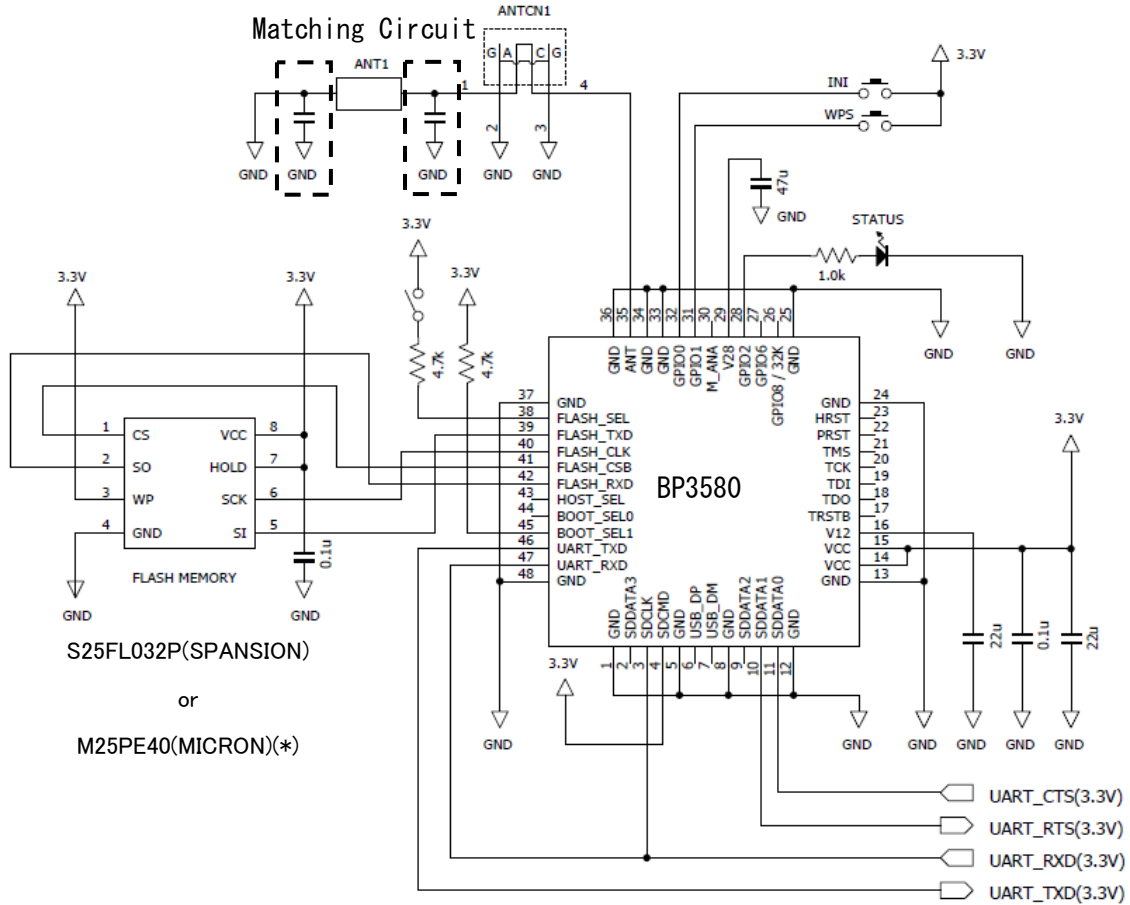 ANTCN1
Matching Circuit
G A C G
ANT1
1 4
2 3
GND GND GND GND GND
3.3V
INI
WPS
47u
GND
STATUS
1.0k
GND GND
3.3V
3.3V
3.3V
3.3V
4.7k
4.7k
36 35 34 33 32 31 30 29 28 27 26 25
GND ANT GND GND GPIO0 GPIO1 M_ANA V28 GPIO2 GPIO6 GPIO8 / 32K GND
BP3580
37 GND
38 FLASH_SEL
39 FLASH_TXD
40 FLASH_CLK
41 FLASH_CSB
42 FLASH_RXD
43 HOST_SEL
44 BOOT_SEL0
45 BOOT_SEL1
46 UART_TXD
47 UART_RXD
48 GND
GND 24
HRST 23
PRST 22
TMS 21
TCK 20
TDI 19
TDO 18
TRSTB 17
V12 16
VCC 15
VCC 14
GND 13
GND SDDATA3 SDCLK SDCMD GND USB_DP USB_DM GND SDDATA2 SDDATA1 SDDATA0 GND
1 2 3 4 5 6 7 8 9 10 11 12
1 CS VCC 8
2 SO HOLD 7
3 WP SCK 6
4 GND SI 5
FLASH MEMORY
0.1u
GND
GND
S25FL032P(SPANSION)
or
M25PE40(MICRON)(*)
3.3V
3.3V
22u
0.1u
22u
GND GND GND GND GND GND
UART_CTS(3.3V)
UART_RTS(3.3V)
UART_RXD(3.3V)
UART_TXD(3.3V)